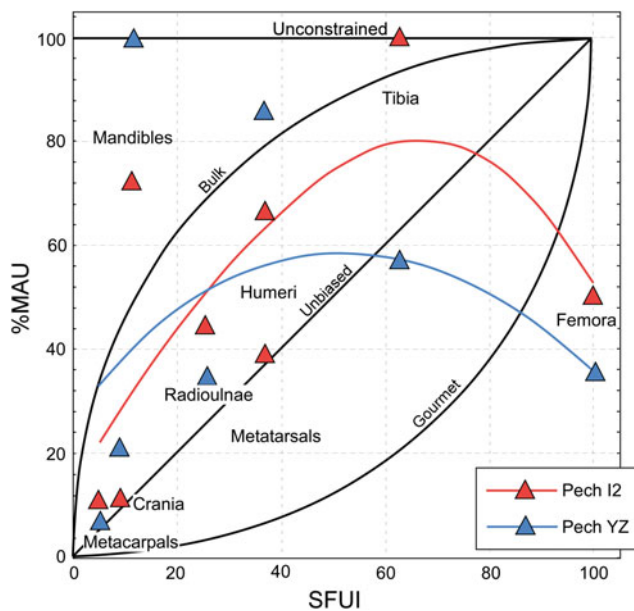 Unconstrained
100
Tibia
Mandibles
80
Bulk
60
%MAU
Humeri
Unbiased
Femora
40
Radioulnae
Gourmet
Metatarsals
20
Crania
Pech I2
Metacarpals
Pech YZ
0
0 20 40 60 80 100
SFUI